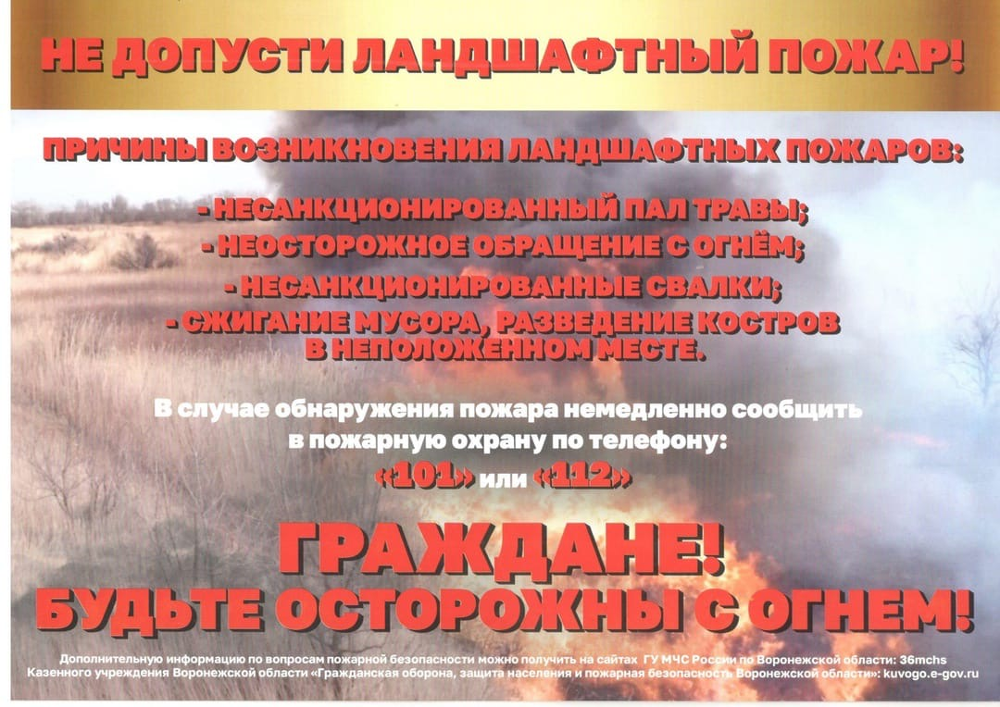 НЕ ДОПУСТИ ЛАНДШАФТНЫЙ ПОЖАР!
ПРИЧИНЫ ВОЗНИКНОВЕНИЯ ЛАНДШАФТНЫХ ПОЖАРОВ:
- НЕСАНКЦИОНИРОВАННЫЙ ПАЛ ТРАВЫ;
- НЕОСТОРОЖНОЕ ОБРАЩЕНИЕ С ОГНЁМ;
- НЕСАНКЦИОНИРОВАННЫЕ СВАЛКИ;
- СЖИГАНИЕ МУСОРА, РАЗВЕДЕНИЕ КОСТРОВ
В НЕПОЛОЖЕННОМ МЕСТЕ.
В случае обнаружения пожара немедленно сообщить
в пожарную охрану по телефону:
«101» или «112»
ГРАЖДАНЕ!
БУДЬТЕ ОСТОРОЖНЫ С ОГНЕМ!
Дополнительную информацию по вопросам пожарной безопасности можно получить на сайтах ГУ МЧС России по Воронежской области: 36mchs
Казенного учреждения Воронежской области «Гражданская оборона, защита населения и пожарная безопасность Воронежской области»: kuvogo.e-gov.ru